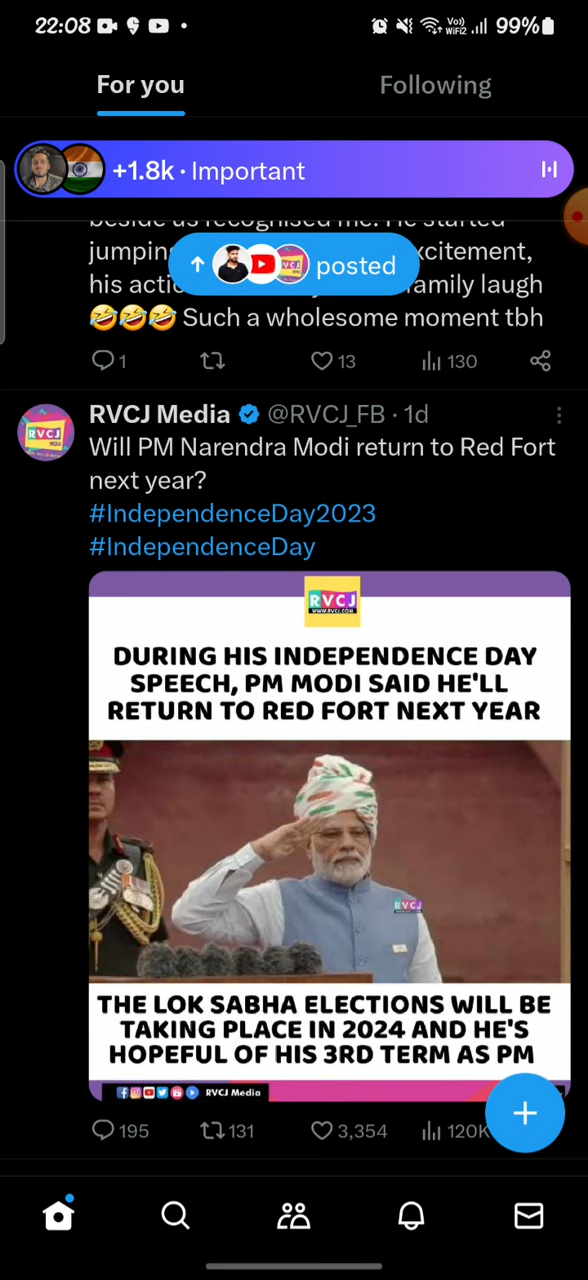 22:08
Vo))
WiFi2
99%
For you
Following
+1.8k · Important
beside us recognised me. He started
jumping
xcitement,
posted
his
family laugh
🤣🤣🤣 Such a wholesome moment tbh
1
13
130
RVCJ Media @RVCJ_FB · 1d
Will PM Narendra Modi return to Red Fort
next year?
#IndependenceDay2023
#IndependenceDay
RVCJ
WWW.RVCJ.COM
DURING HIS INDEPENDENCE DAY
SPEECH, PM MODI SAID HE'LL
RETURN TO RED FORT NEXT YEAR
RVCJ
THE LOK SABHA ELECTIONS WILL BE
TAKING PLACE IN 2024 AND HE'S
HOPEFUL OF HIS 3RD TERM AS PM
RVCJ Media
195
131
3,354
120K